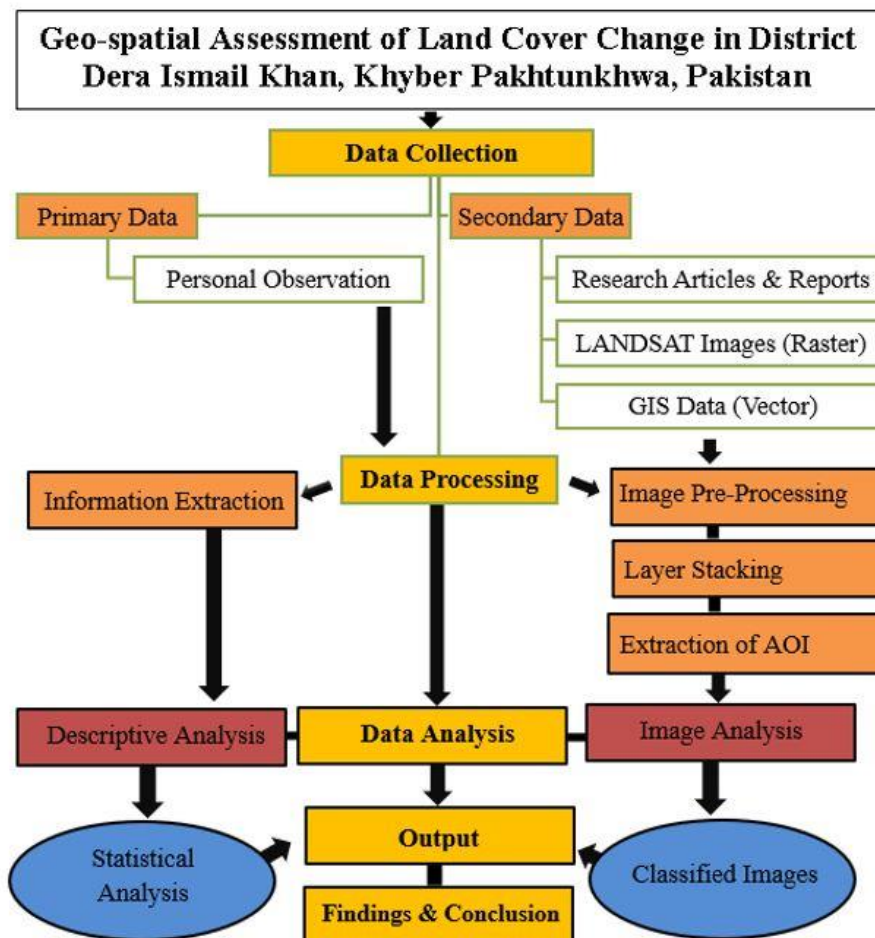 Geo-spatial Assessment of Land Cover Change in District
Dera Ismail Khan, Khyber Pakhtunkhwa, Pakistan
Data Collection
Primary Data
Secondary Data
Personal Observation
Research Articles & Reports
LANDSAT Images (Raster)
GIS Data (Vector)
Data Processing
Information Extraction
Image Pre-Processing
Layer Stacking
Extraction of AOI
Descriptive Analysis
Data Analysis
Image Analysis
Statistical
Analysis
Output
Classified Images
Findings & Conclusion